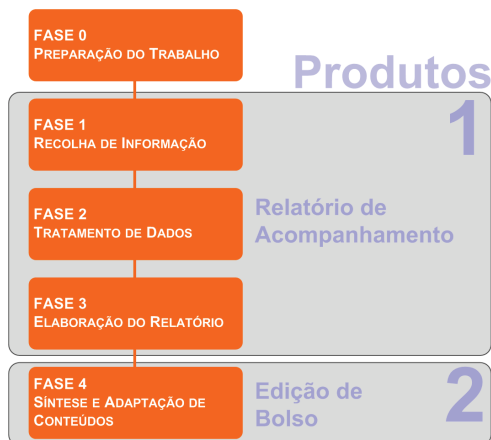 FASE 0
PREPARAÇÃO DO TRABALHO
Produtos
1
FASE 1
RECOLHA DE INFORMAÇÃO
FASE 2
TRATAMENTO DE DADOS
Relatório de
Acompanhamento
FASE 3
ELABORAÇÃO DO RELATÓRIO
FASE 4
SÍNTESE E ADAPTAÇÃO DE
CONTEÚDOS
Edição de
Bolso
2